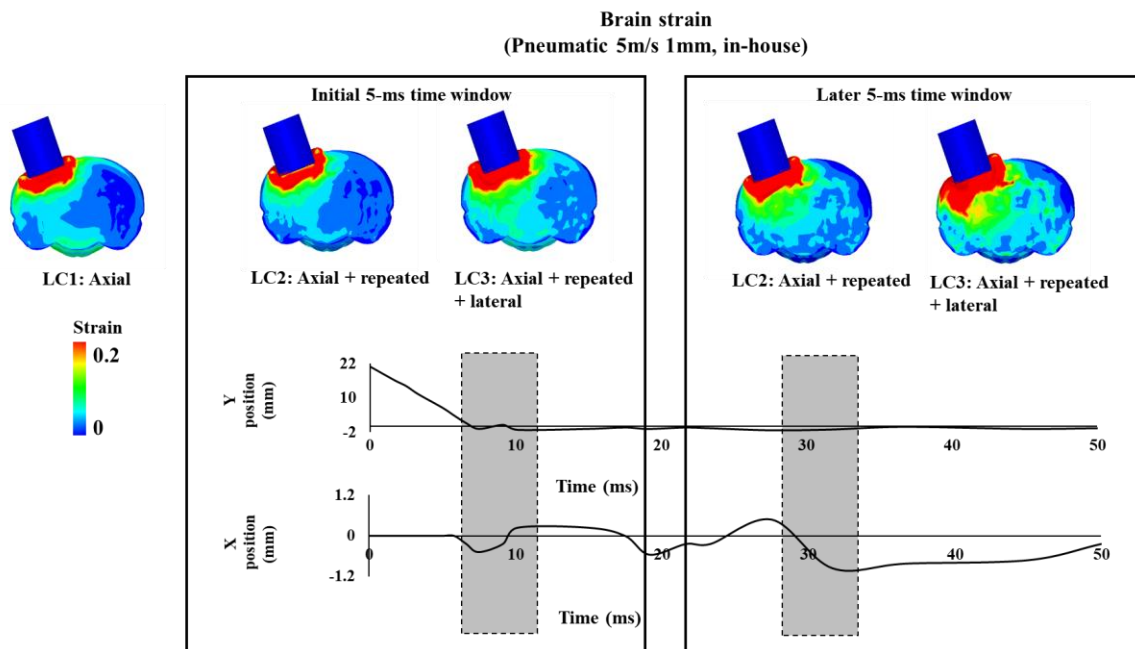 Brain strain
(Pneumatic 5m/s 1mm, in-house)
Initial 5-ms time window
Later 5-ms time window
LC1: Axial
LC2: Axial + repeated
LC3: Axial + repeated
+ lateral
LC2: Axial + repeated
LC3: Axial + repeated
+ lateral
Strain
0.2
0
Y
position
(mm)
22
10
-2
0
10
20
30
40
50
Time (ms)
X
position
(mm)
1.2
0
-1.2
0
10
20
30
40
50
Time (ms)